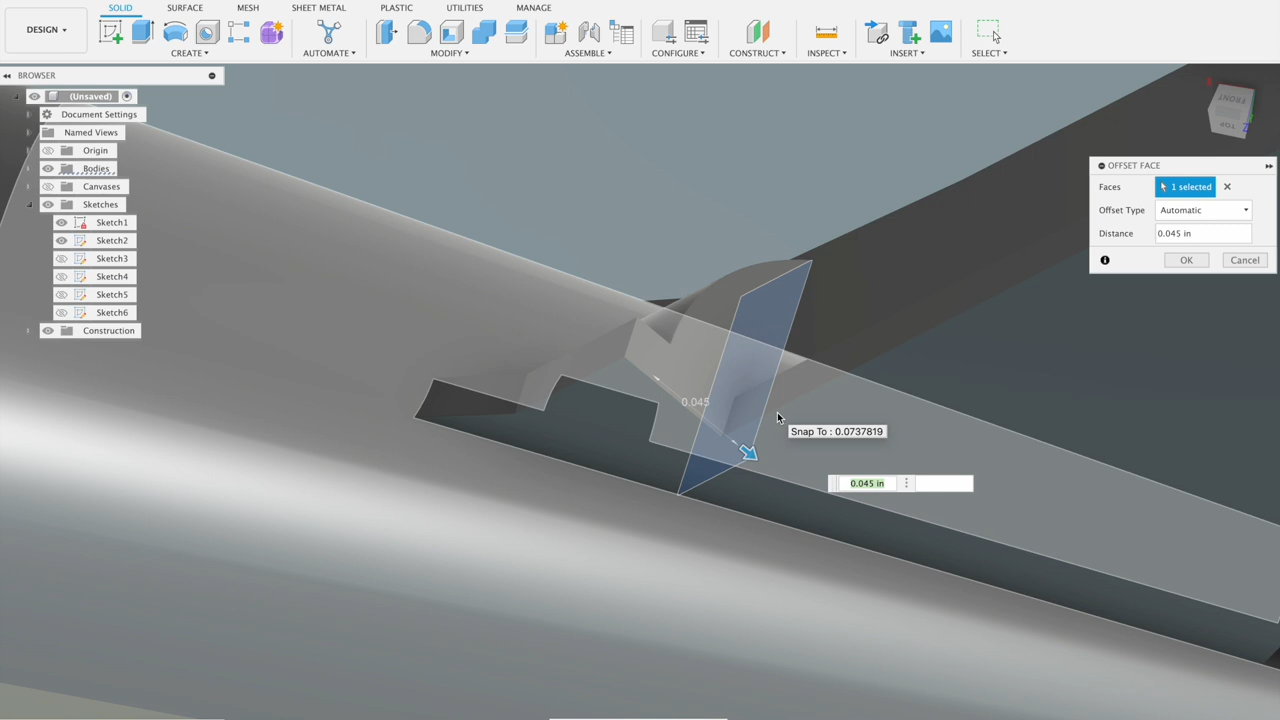 SOLID SURFACE MESH SHEET METAL PLASTIC UTILITIES MANAGE
DESIGN
CREATE AUTOMATE MODIFY ASSEMBLE CONFIGURE CONSTRUCT INSPECT INSERT SELECT
BROWSER
(Unsaved)
Document Settings
Named Views
Origin
Bodies
Canvases
Sketches
Sketch1
Sketch2
Sketch3
Sketch4
Sketch5
Sketch6
Construction
FRONT
TOP
Z
OFFSET FACE
Faces 1 selected
Offset Type Automatic
Distance 0.045 in
OK Cancel
0.045
Snap To : 0.0737819
0.045 in